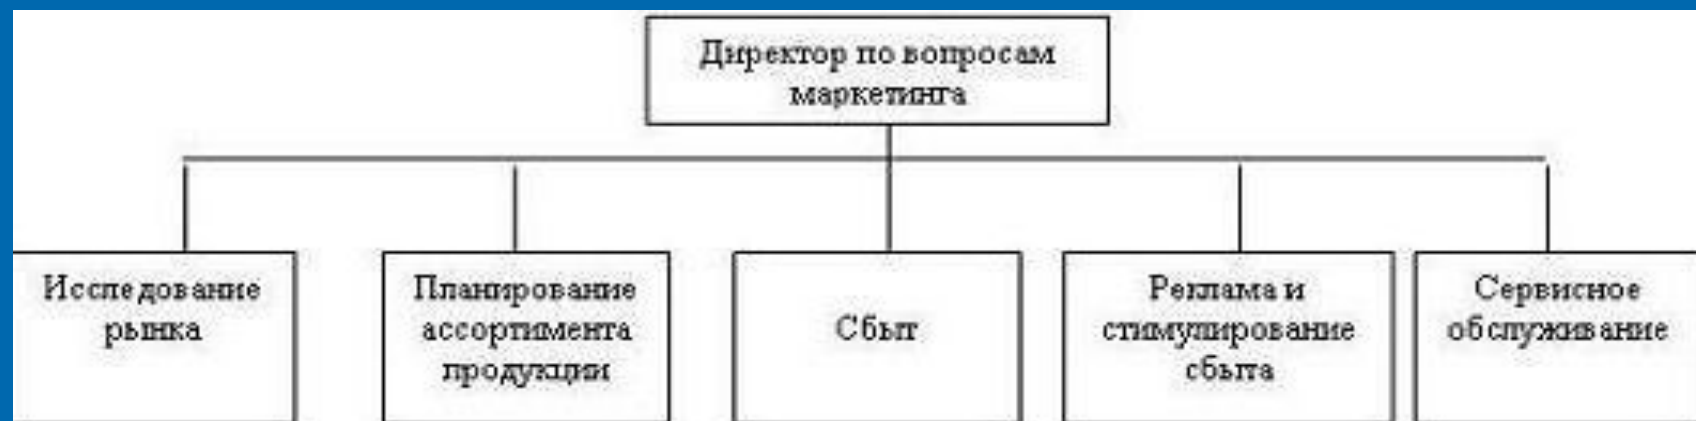 Директор по вопросам
маркетинга
Исследование
рынка
Планирование
ассортимента
продукции
Сбыт
Реклама и
стимулирование
сбыта
Сервисное
обслуживание